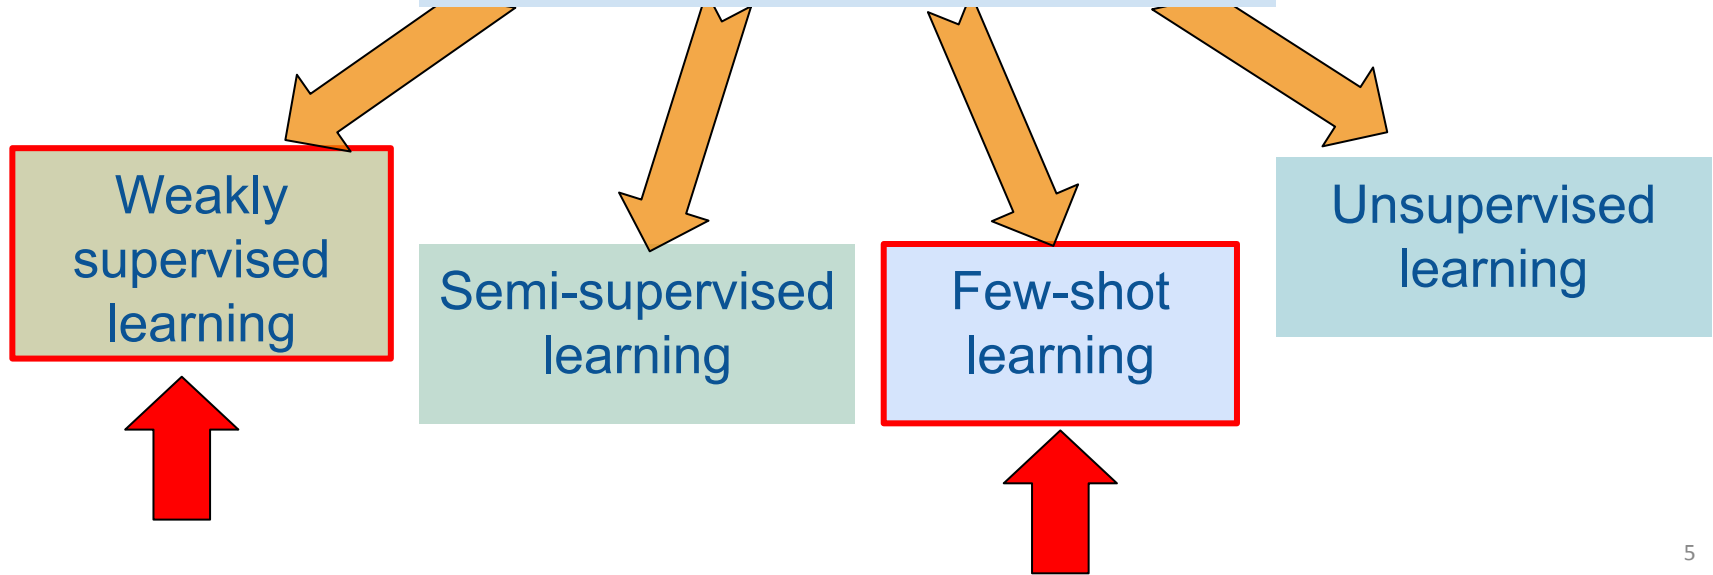 Weakly
supervised
learning
Semi-supervised
learning
Few-shot
learning
Unsupervised
learning
5